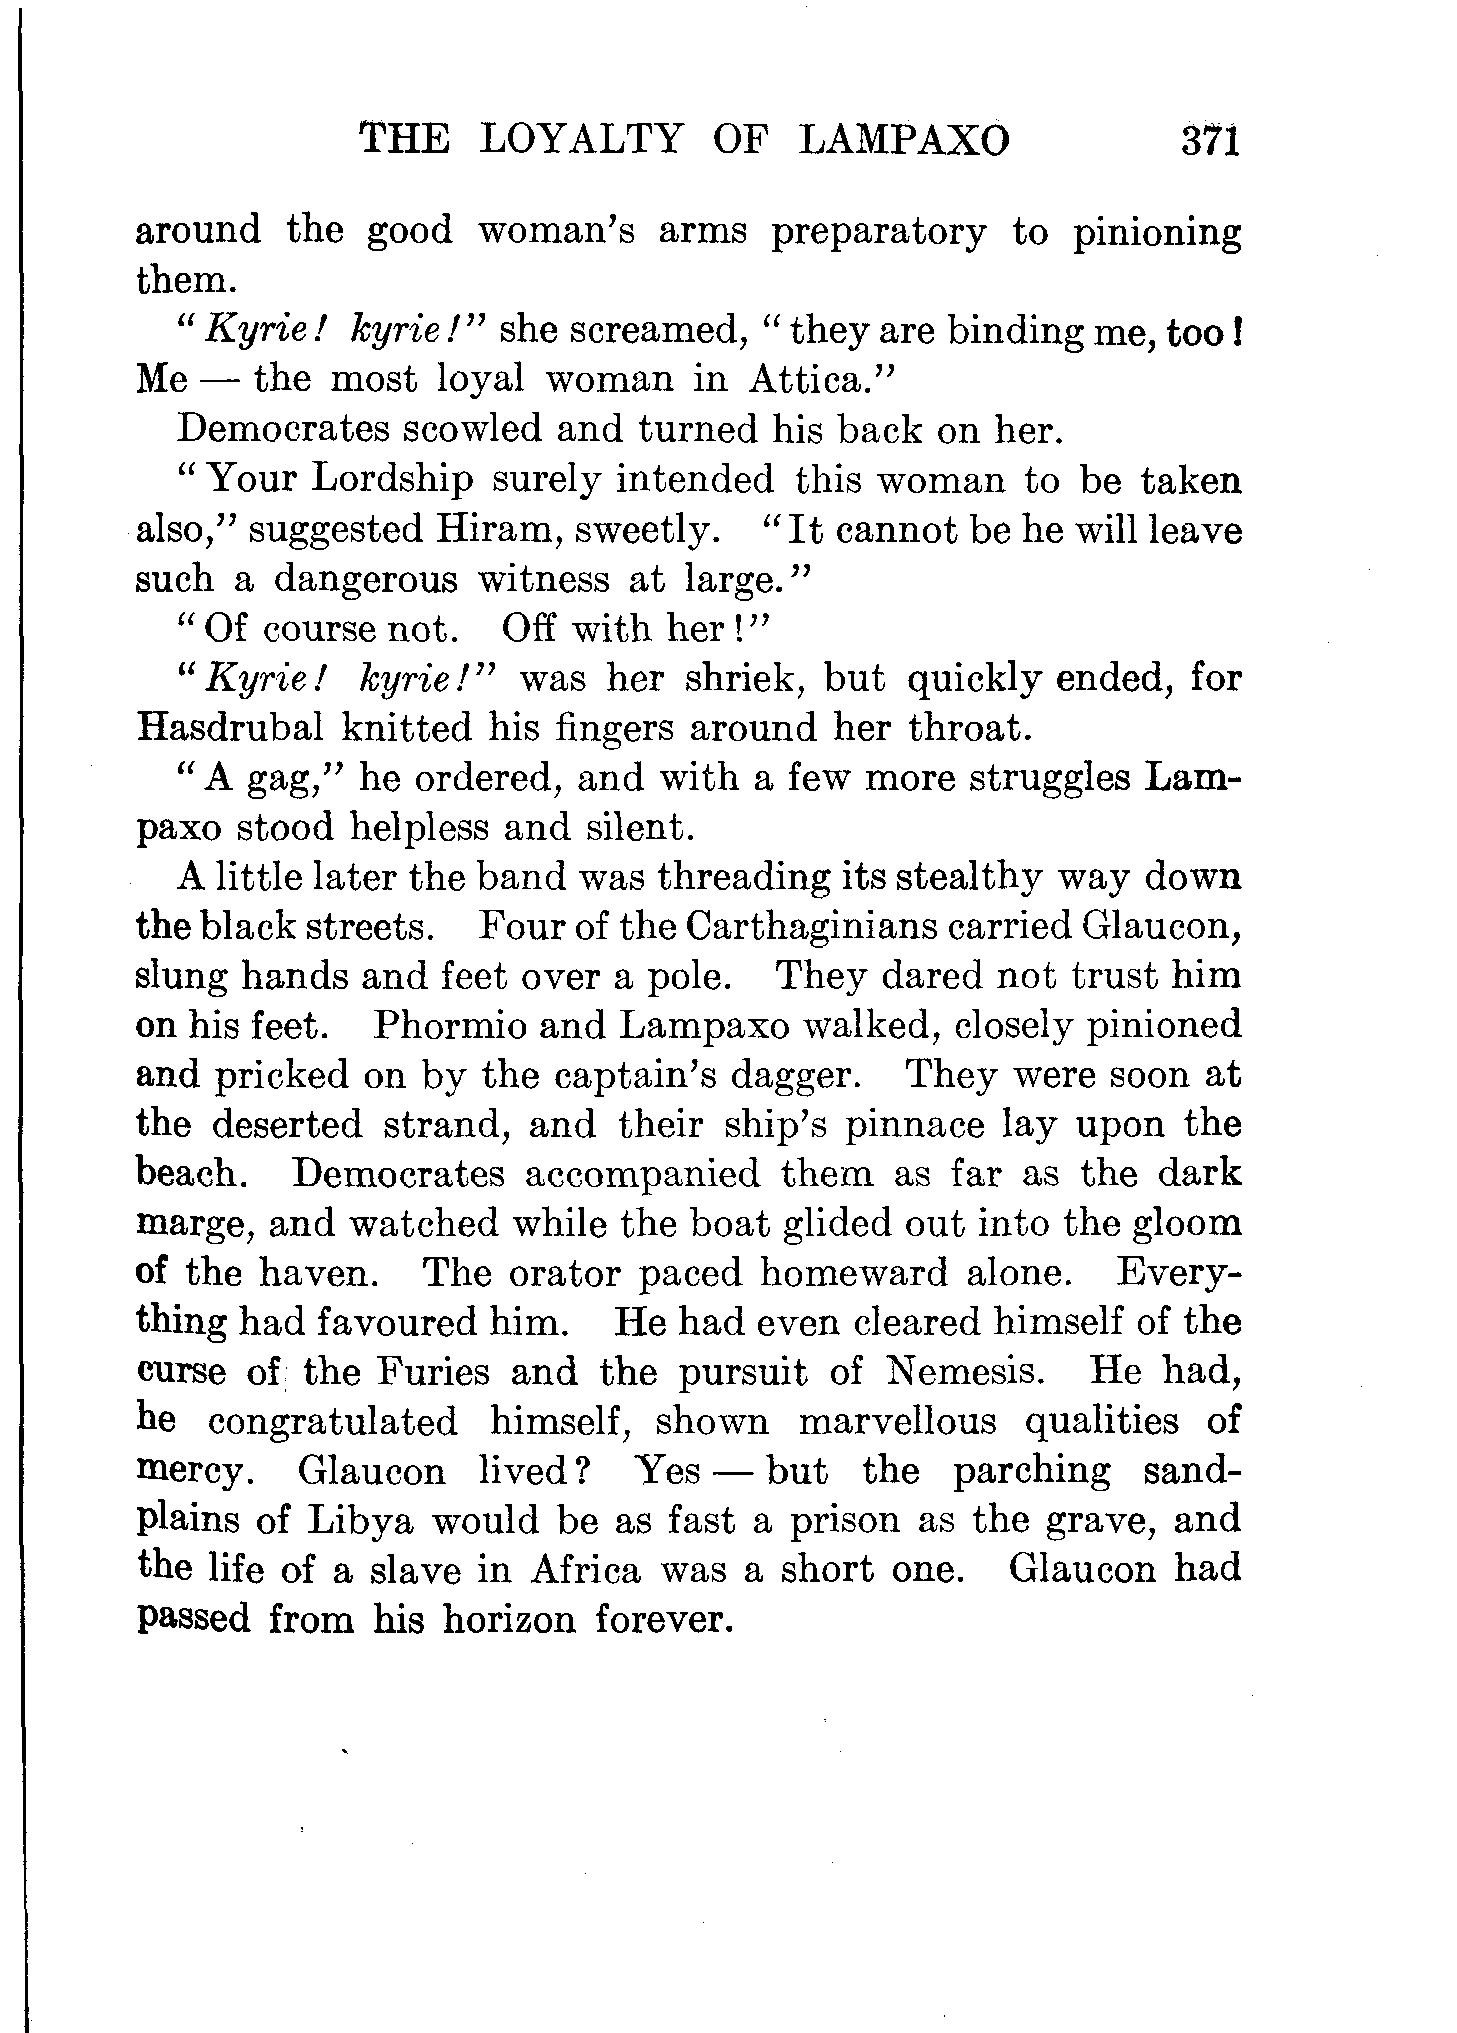 THE LOYALTY OF LAMPAXO 371
around the good woman's arms preparatory to pinioning
them.
"Kyrie! kyrie!" she screamed, "they are binding me, too!
Me — the most loyal woman in Attica."
Democrates scowled and turned his back on her.
"Your Lordship surely intended this woman to be taken
also," suggested Hiram, sweetly. "It cannot be he will leave
such a dangerous witness at large."
"Of course not. Off with her!"
"Kyrie! kyrie!" was her shriek, but quickly ended, for
Hasdrubal knitted his fingers around her throat.
"A gag," he ordered, and with a few more struggles Lam-
paxo stood helpless and silent.
A little later the band was threading its stealthy way down
the black streets. Four of the Carthaginians carried Glaucon,
slung hands and feet over a pole. They dared not trust him
on his feet. Phormio and Lampaxo walked, closely pinioned
and pricked on by the captain's dagger. They were soon at
the deserted strand, and their ship's pinnace lay upon the
beach. Democrates accompanied them as far as the dark
marge, and watched while the boat glided out into the gloom
of the haven. The orator paced homeward alone. Every-
thing had favoured him. He had even cleared himself of the
curse of the Furies and the pursuit of Nemesis. He had,
he congratulated himself, shown marvellous qualities of
mercy. Glaucon lived? Yes — but the parching sand-
plains of Libya would be as fast a prison as the grave, and
the life of a slave in Africa was a short one. Glaucon had
passed from his horizon forever.